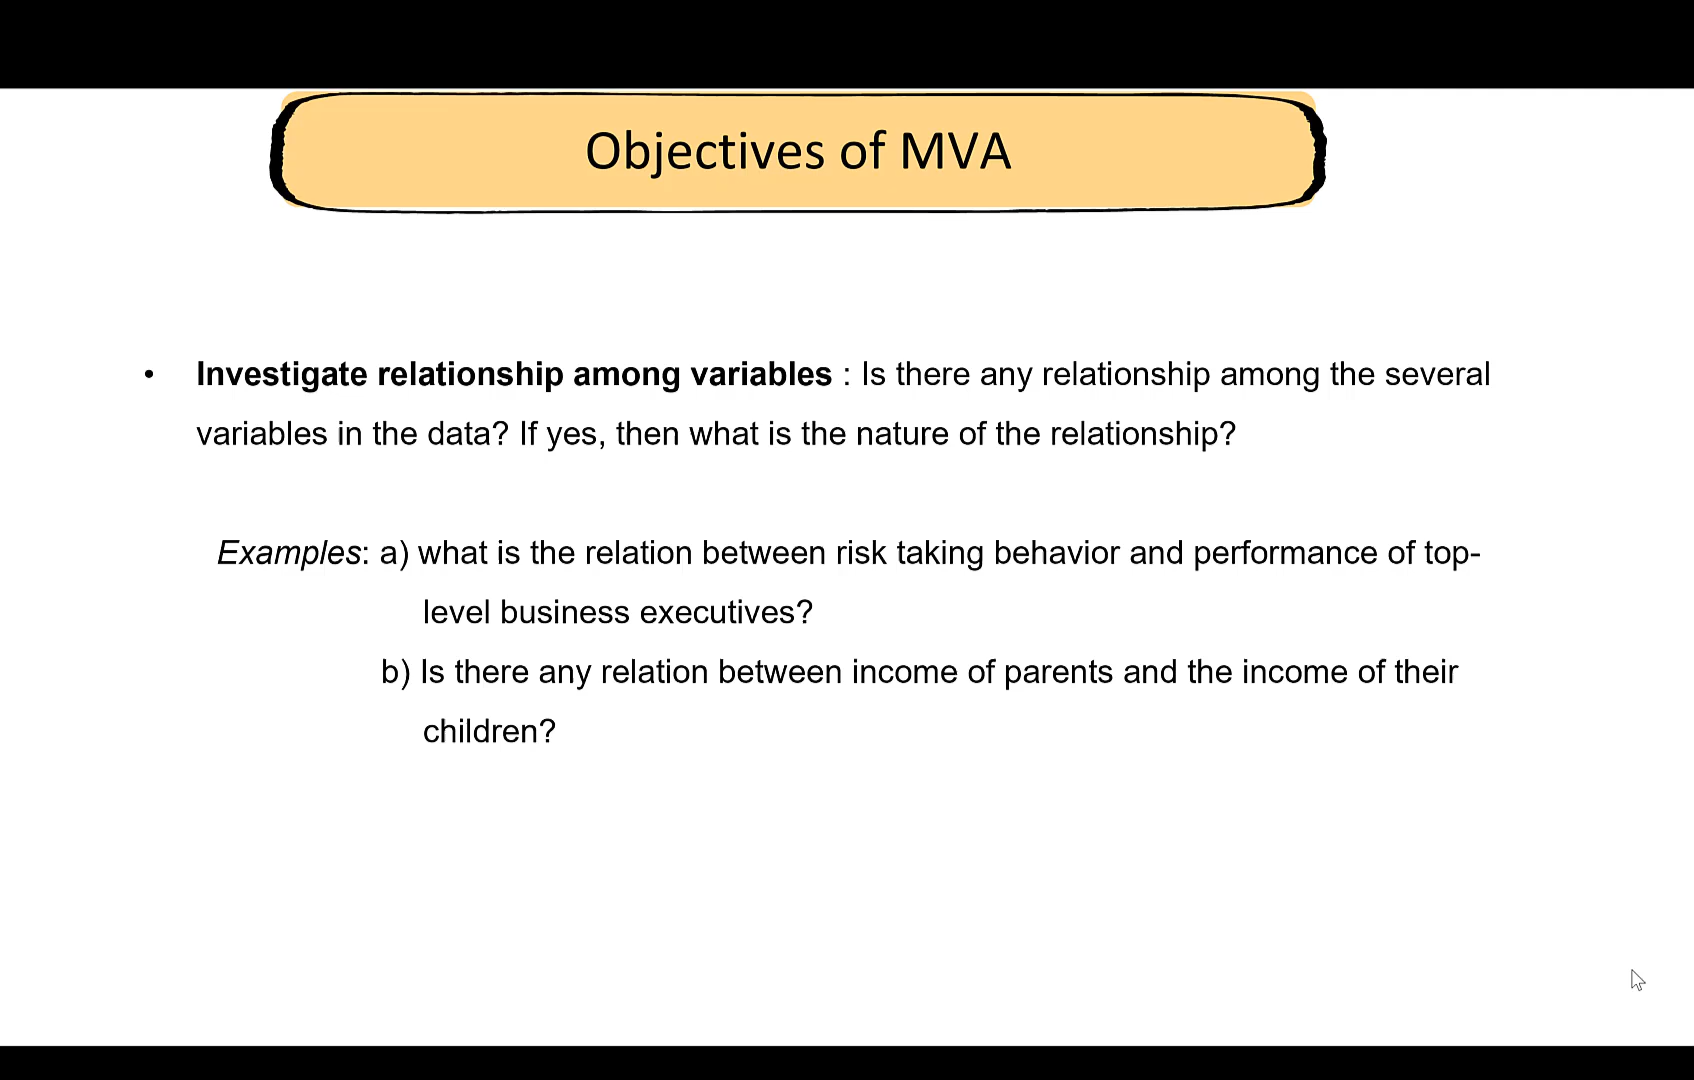 Objectives of MVA
• Investigate relationship among variables : Is there any relationship among the several
variables in the data? If yes, then what is the nature of the relationship?
Examples: a) what is the relation between risk taking behavior and performance of top-
level business executives?
b) Is there any relation between income of parents and the income of their
children?